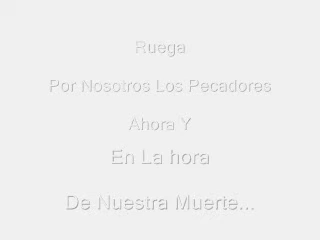 Ruega
Por Nosotros Los Pecadores
Ahora Y
En La hora
De Nuestra Muerte...